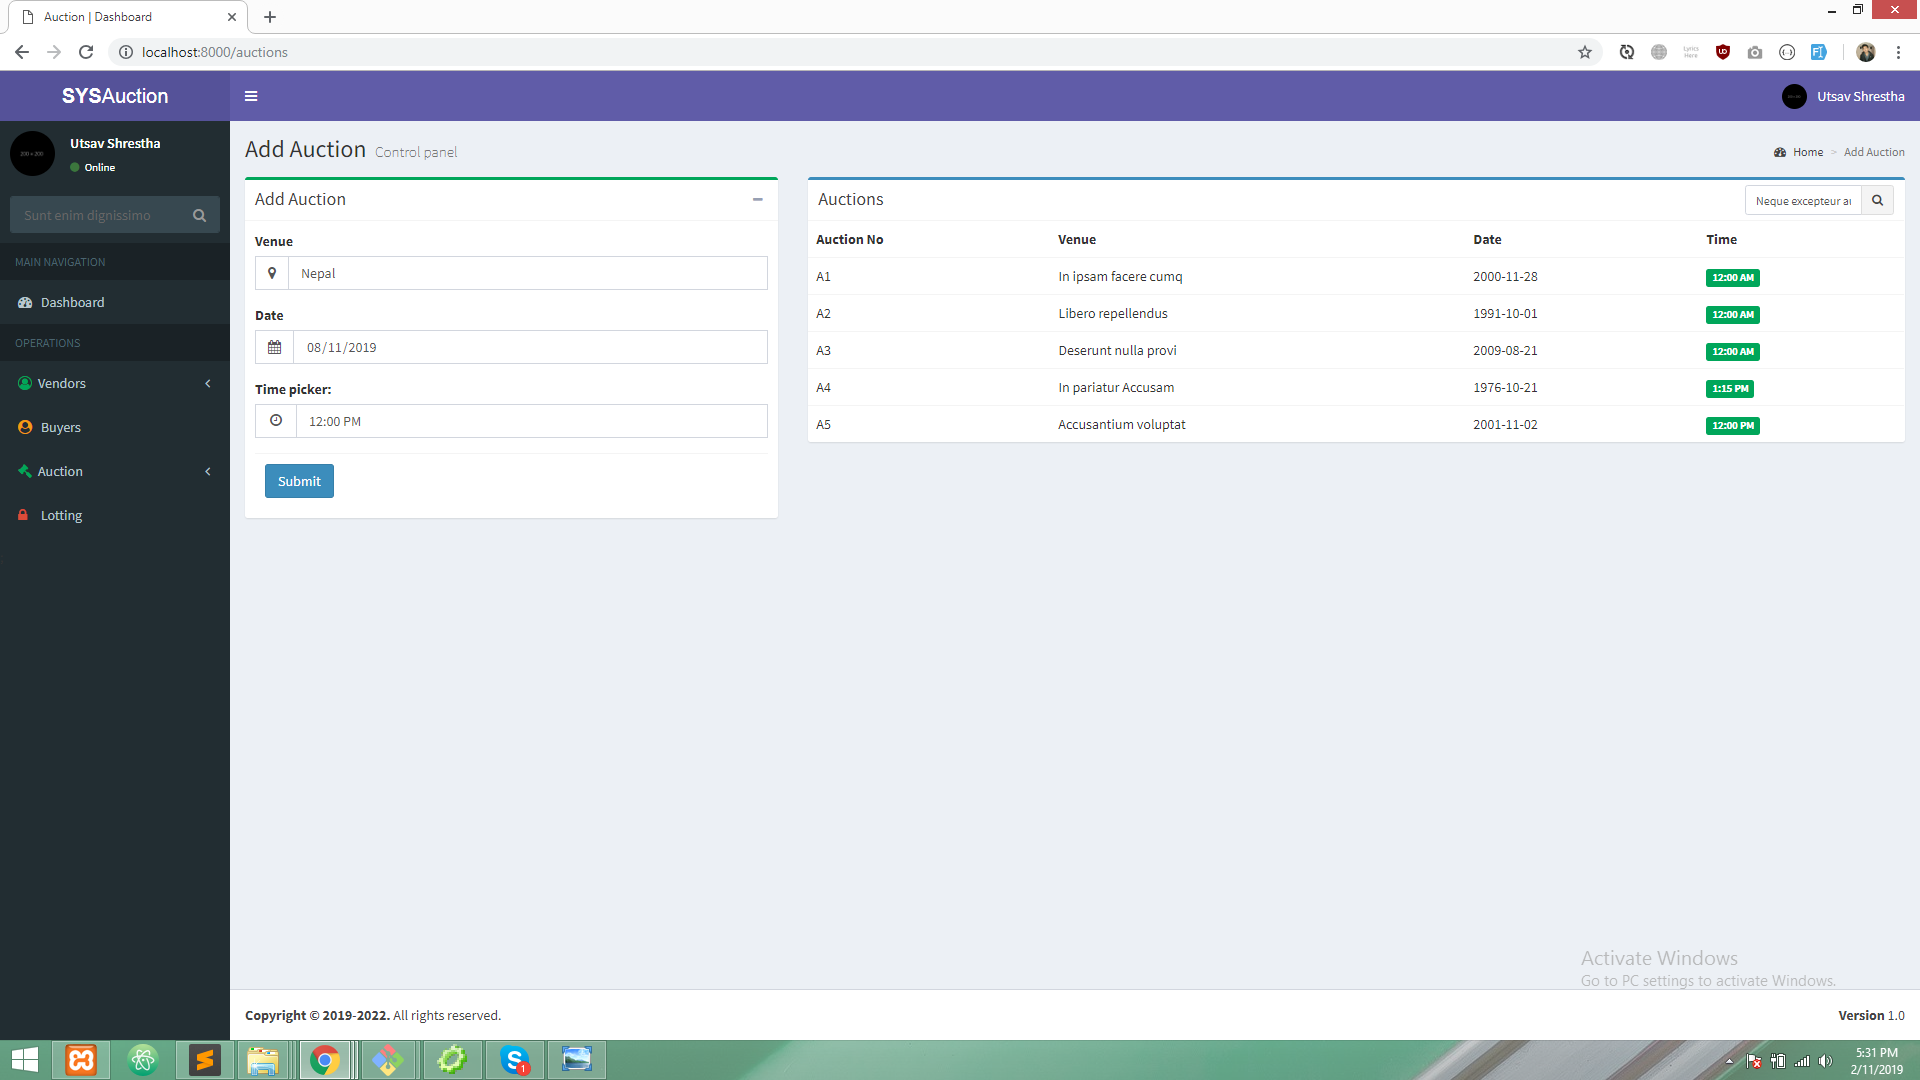 Auction | Dashboard
localhost:8000/auctions
SYSAuction
Utsav Shrestha
Utsav Shrestha
Online
Sunt enim dignissimo
MAIN NAVIGATION
Dashboard
OPERATIONS
Vendors
Buyers
Auction
Lotting
Add Auction Control panel
Home > Add Auction
Add Auction
Venue
Nepal
Date
08/11/2019
Time picker:
12:00 PM
Submit
Auctions
Neque excepteur au
Auction No Venue Date Time
A1 In ipsam facere cumq 2000-11-28 12:00 AM
A2 Libero repellendus 1991-10-01 12:00 AM
A3 Deserunt nulla provi 2009-08-21 12:00 AM
A4 In pariatur Accusam 1976-10-21 1:15 PM
A5 Accusantium voluptat 2001-11-02 12:00 PM
Activate Windows
Go to PC settings to activate Windows.
Copyright © 2019-2022. All rights reserved.
Version 1.0
1
5:31 PM
2/11/2019